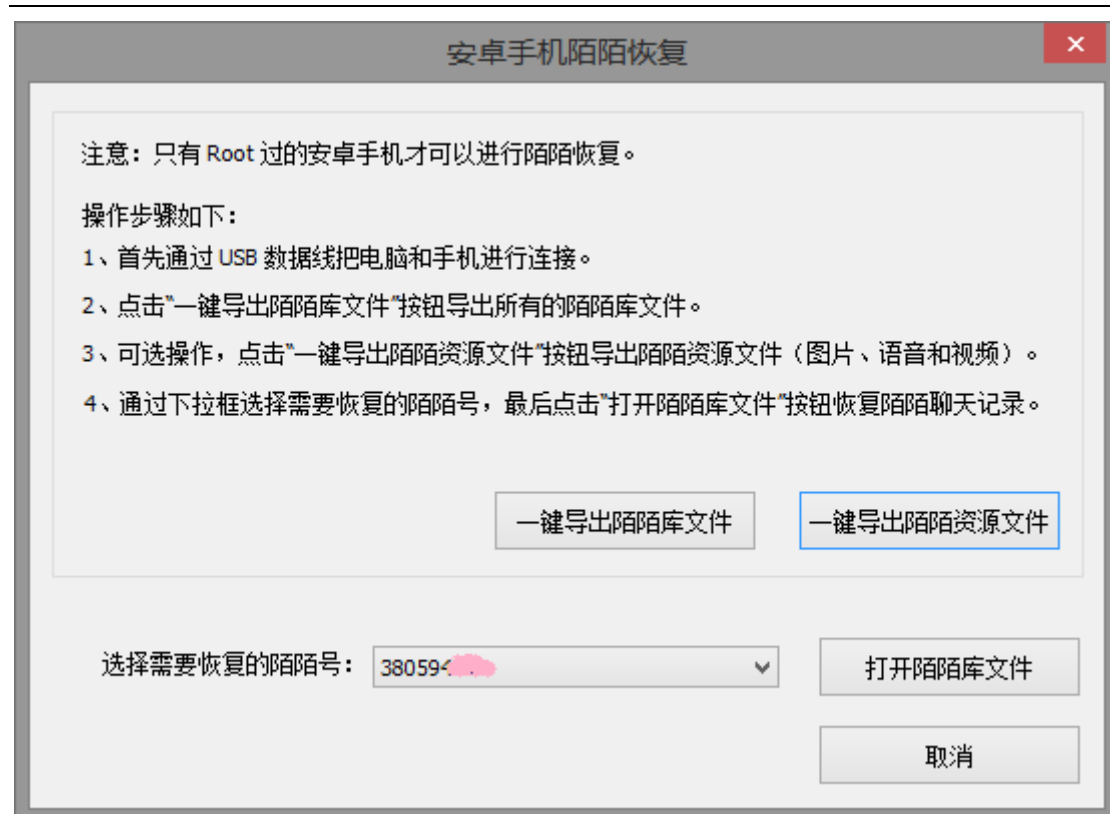 安卓手机陌陌恢复
注意：只有 Root 过的安卓手机才可以进行陌陌恢复。
操作步骤如下：
1、首先通过 USB 数据线把电脑和手机进行连接。
2、点击“一键导出陌陌库文件”按钮导出所有的陌陌库文件。
3、可选操作，点击“一键导出陌陌资源文件”按钮导出陌陌资源文件（图片、语音和视频）。
4、通过下拉框选择需要恢复的陌陌号，最后点击“打开陌陌库文件”按钮恢复陌陌聊天记录。
一键导出陌陌库文件 一键导出陌陌资源文件
选择需要恢复的陌陌号： 38059 打开陌陌库文件
取消